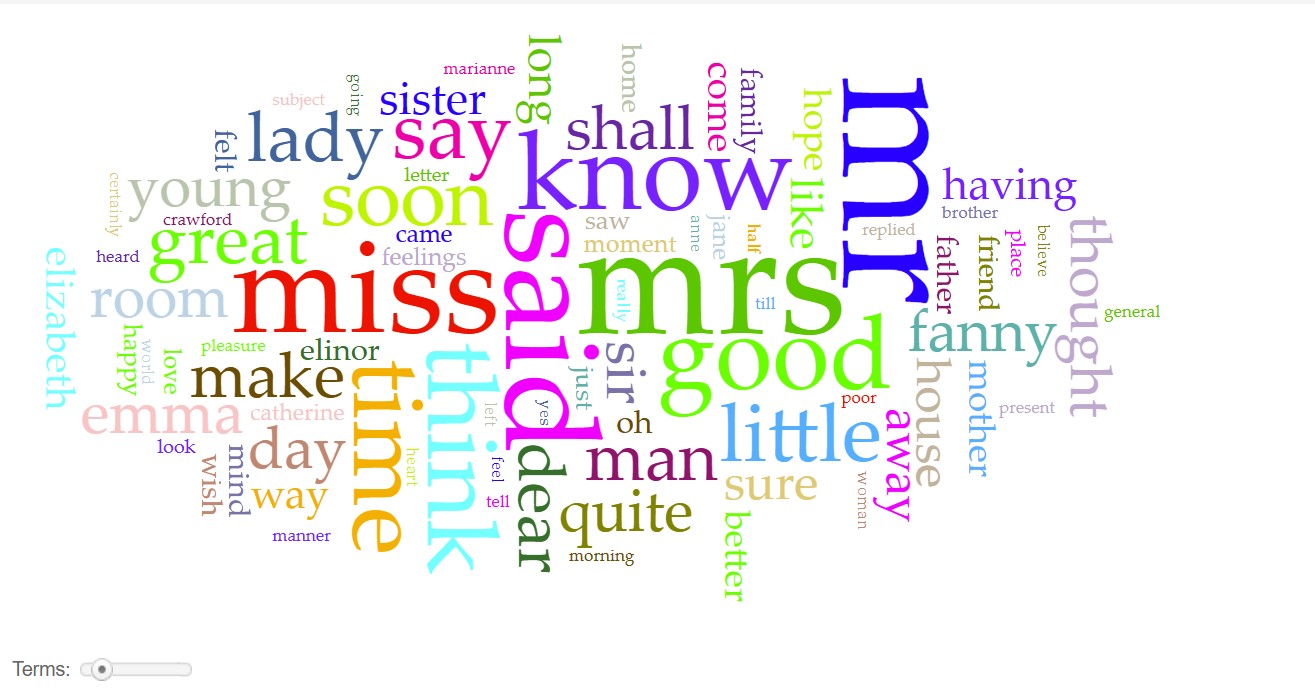 long
home
marianne
going
subject
sister
come
family
mr
hope
lady
say
shall
felt
know
letter
certainly
young
soon
like
having
crawford
said
saw
anne
jane
half
brother
great
came
moment
replied
thought
heard
feelings
father
friend
place
believe
elizabeth
room
miss
mrs
really
till
general
happy
world
love
pleasure
elinor
sir
good
fanny
make
time
think
just
house
mother
emma
catherine
left
yes
oh
little
poor
away
present
look
day
man
wish
mind
way
heart
feel
tell
dear
quite
sure
woman
manner
morning
better
Terms: